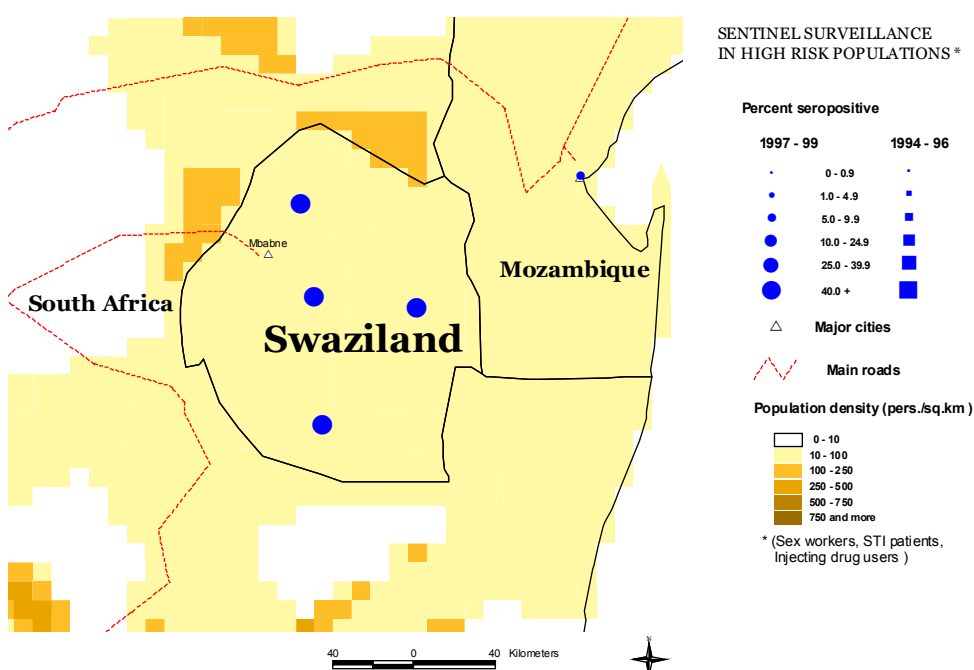 SENTINEL SURVEILLANCE
IN HIGH RISK POPULATIONS *
Percent seropositive
1997 - 99 1994 - 96
0 - 0.9
1.0 - 4.9
5.0 - 9.9
10.0 - 24.9
25.0 - 39.9
40.0 +
Major cities
Main roads
Population density (pers./sq.km)
0 - 10
10 - 100
100 - 250
250 - 500
500 - 750
750 and more
* (Sex workers, STI patients,
Injecting drug users )
Mbabne
Mozambique
South Africa
Swaziland
40 0 40 Kilometers
N